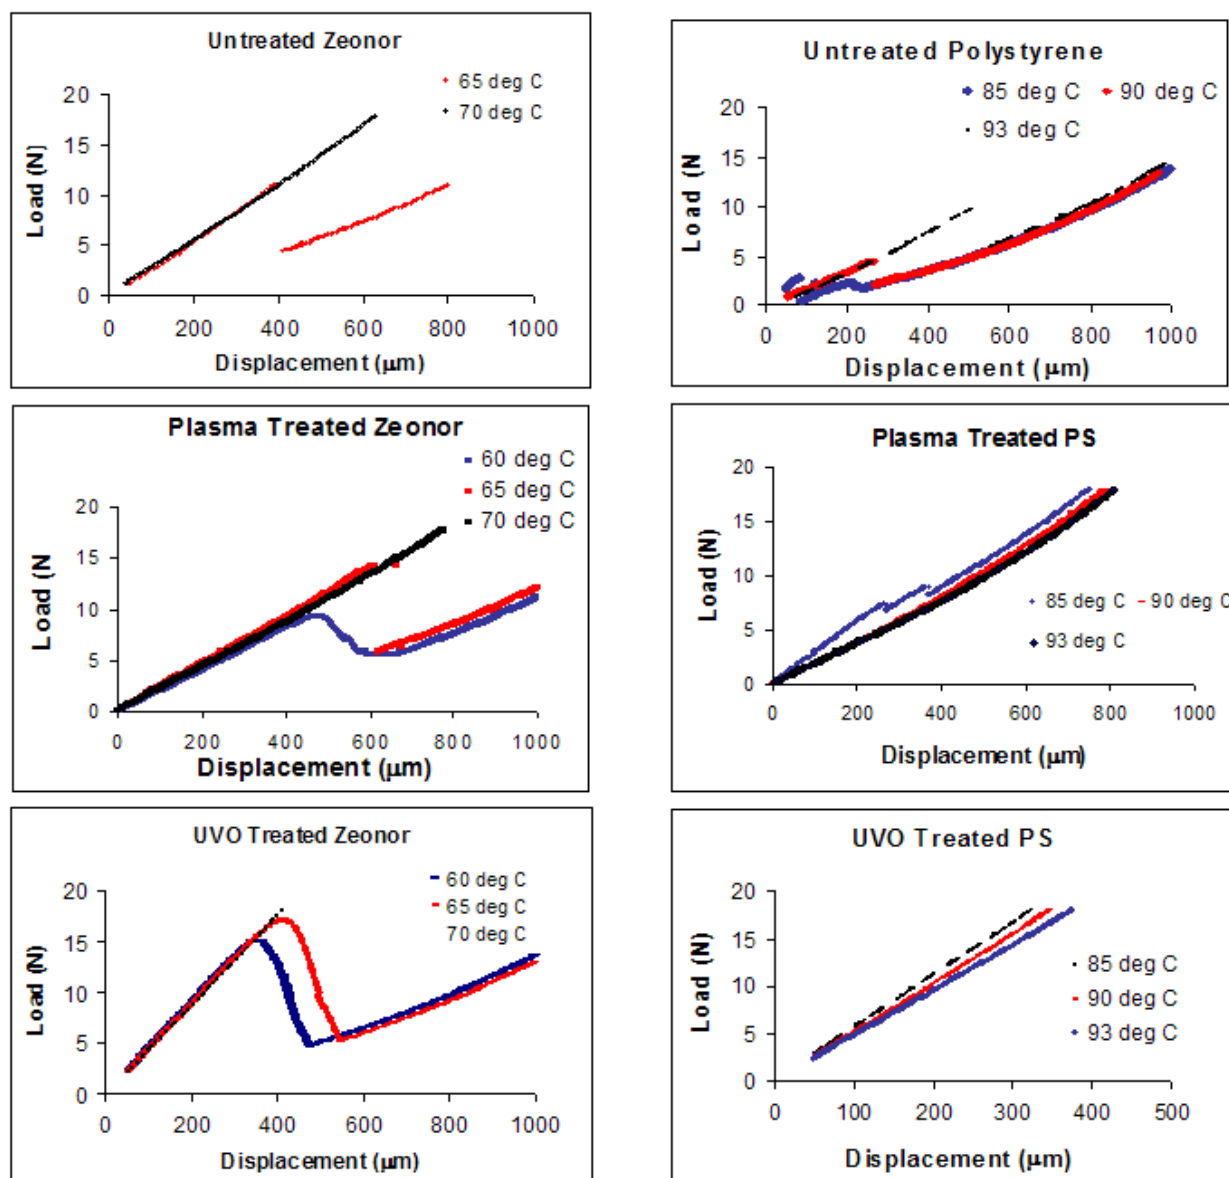 Untreated Zeonor
65 deg C
70 deg C
Load (N)
20
15
10
5
0
0 200 400 600 800 1000
Displacement (μm)
Untreated Polystyrene
85 deg C 90 deg C
93 deg C
Load (N
20
15
10
5
0
0 200 400 600 800 1000
Displacement (μm)
Plasma Treated Zeonor
60 deg C
65 deg C
70 deg C
Load (N
20
15
10
5
0
0 200 400 600 800 1000
Displacement (μm)
Plasma Treated PS
Load (N)
20
15
10
5
0
85 deg C 90 deg C
93 deg C
0 200 400 600 800 1000
Displacement (μm)
UVO Treated Zeonor
60 deg C
65 deg C
70 deg C
Load (N)
20
15
10
5
0
0 200 400 600 800 1000
Displacement (μm)
UVO Treated PS
Load (N)
20
15
10
5
0
85 deg C
90 deg C
93 deg C
0 100 200 300 400 500
Displacement (μm)